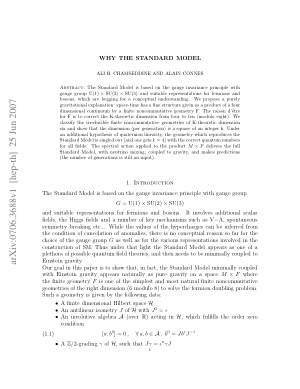 WHY THE STANDARD MODEL
ALI H. CHAMSEDDINE AND ALAIN CONNES
Abstract. The Standard Model is based on the gauge invariance principle with
gauge group U(1) × SU(2) × SU(3) and suitable representations for fermions and
bosons, which are begging for a conceptual understanding. We propose a purely
gravitational explanation: space-time has a fine structure given as a product of a four
dimensional continuum by a finite noncommutative geometry F. The raison d'être
for F is to correct the K-theoretic dimension from four to ten (modulo eight). We
classify the irreducible finite noncommutative geometries of K-theoretic dimension
six and show that the dimension (per generation) is a square of an integer k. Under
an additional hypothesis of quaternion linearity, the geometry which reproduces the
Standard Model is singled out (and one gets k = 4) with the correct quantum numbers
for all fields. The spectral action applied to the product M × F delivers the full
Standard Model, with neutrino mixing, coupled to gravity, and makes predictions
(the number of generations is still an input).
1. Introduction
The Standard Model is based on the gauge invariance principle with gauge group
G = U(1) × SU(2) × SU(3)
and suitable representations for fermions and bosons. It involves additional scalar
fields, the Higgs fields and a number of key mechanisms such as V−A, spontaneous
symmetry breaking etc... While the values of the hypercharges can be inferred from
the condition of cancellation of anomalies, there is no conceptual reason so far for the
choice of the gauge group G as well as for the various representations involved in the
construction of SM. Thus under that light the Standard Model appears as one of a
plethora of possible quantum field theories, and then needs to be minimally coupled to
Einstein gravity.
Our goal in this paper is to show that, in fact, the Standard Model minimally coupled
with Einstein gravity appears naturally as pure gravity on a space M × F where
the finite geometry F is one of the simplest and most natural finite noncommutative
geometries of the right dimension (6 modulo 8) to solve the fermion doubling problem.
Such a geometry is given by the following data:
• A finite dimensional Hilbert space H
• An antilinear isometry J of H with J² = ε
• An involutive algebra A (over R) acting in H, which fulfills the order zero
condition
(1.1) [a, b⁰] = 0, ∀ a, b ∈ A, b⁰ = Jb*J⁻¹.
• A Z/2-grading γ of H, such that Jγ = ε″γJ
1
arXiv:0706.3688v1 [hep-th] 25 Jun 2007